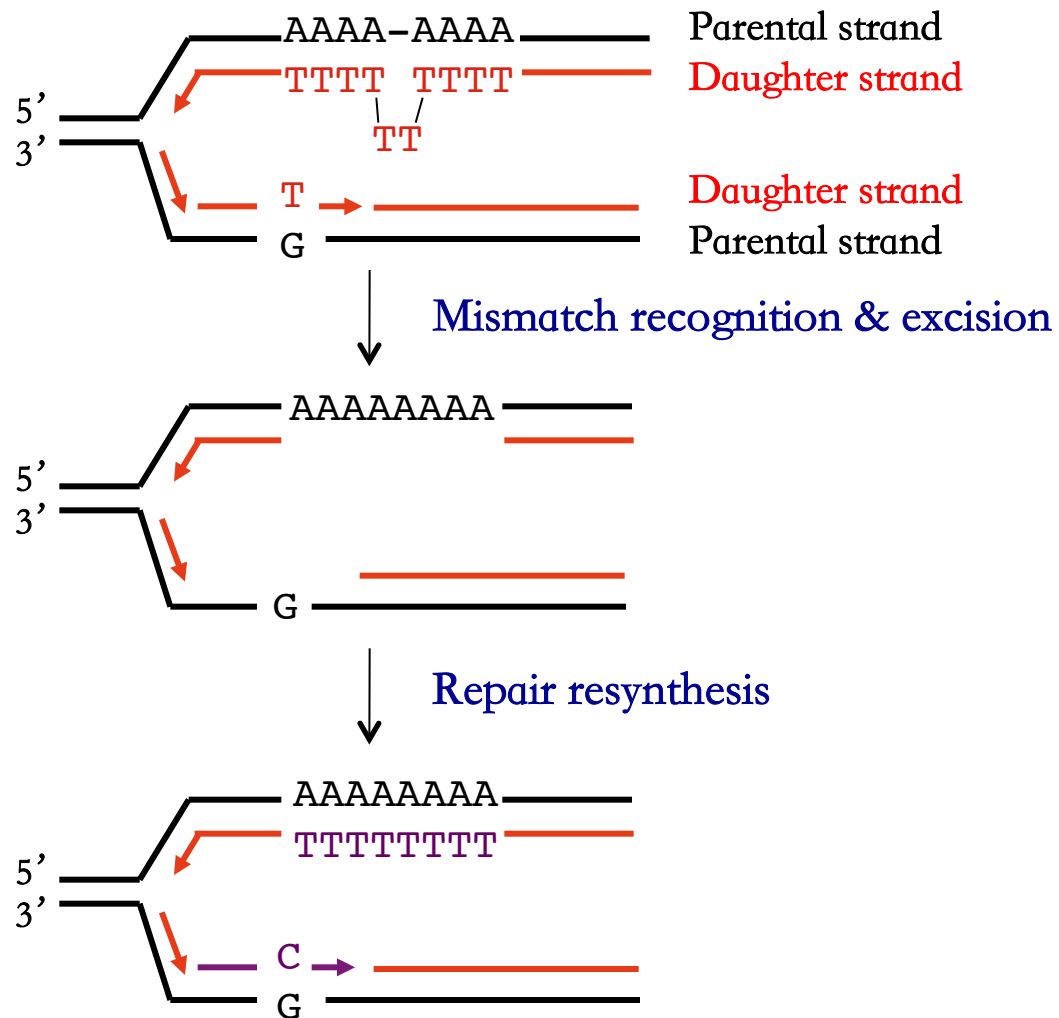 AAAA–AAAA Parental strand
TTTT TTTT Daughter strand
5’
TT
3’
T Daughter strand
G Parental strand
Mismatch recognition & excision
AAAAAAAA
5’
3’
G
Repair resynthesis
AAAAAAAA
TTTTTTTT
5’
3’
C
G